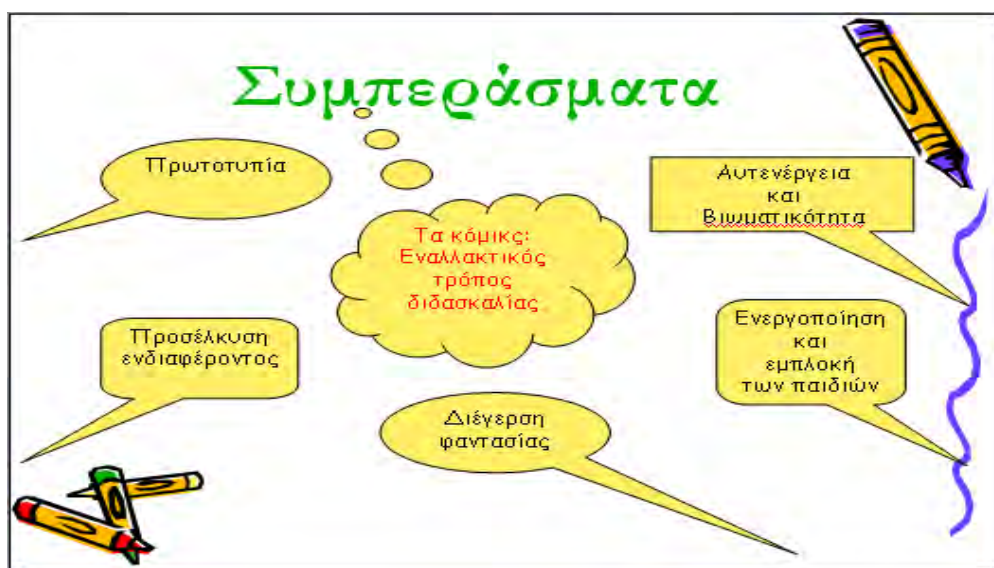 Συμπεράσματα
Πρωτοτυπία
Αυτενέργεια
και
Βιωματικότητα
Τα κόμικς:
Εναλλακτικός
τρόπος
διδασκαλίας
Προσέλκυση
ενδιαφέροντος
Ενεργοποίηση
και
εμπλοκή
των παιδιών
Διέγερση
φαντασίας